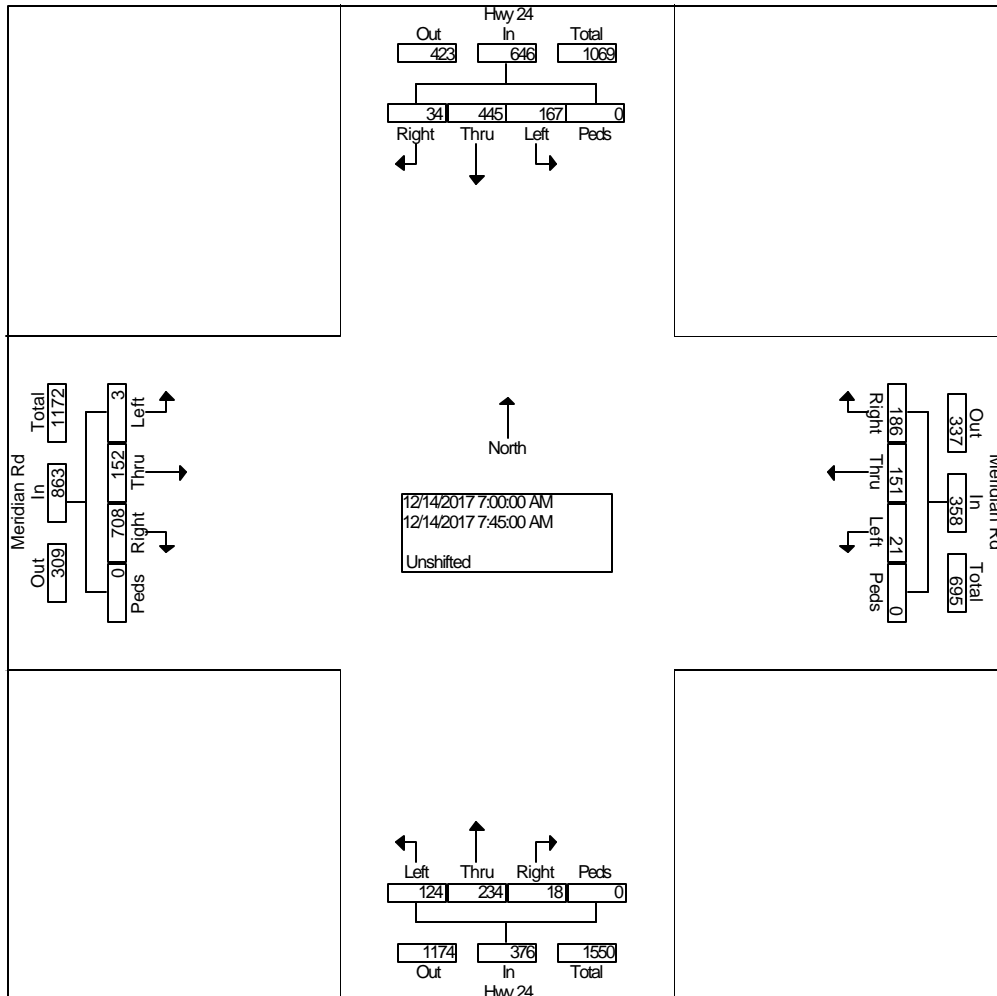 Hwy 24
Out In Total
423 646 1069
34 445 167 0
Right Thru Left Peds
Meridian Rd
Total In Out
1172 863 309
3 152 708 0
Left Thru Right Peds
North
12/14/2017 7:00:00 AM
12/14/2017 7:45:00 AM
Unshifted
Right Thru Left Peds
186 151 21 0
337 358 695
Out In Total
Meridian Rd
Left Thru Right Peds
124 234 18 0
1174 376 1550
Out In Total
Hwy 24